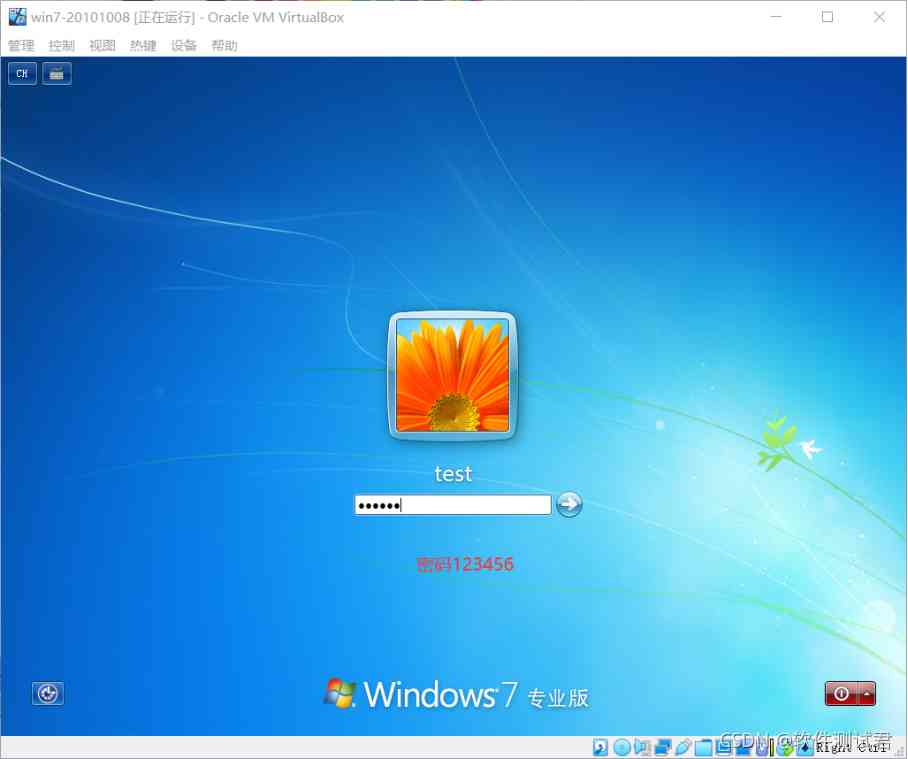 win7-20101008 [正在运行] - Oracle VM VirtualBox
管理 控制 视图 热键 设备 帮助
CH
test
••••••
密码123456
Windows 7 专业版
CSDN @软件测试君
Right Ctrl